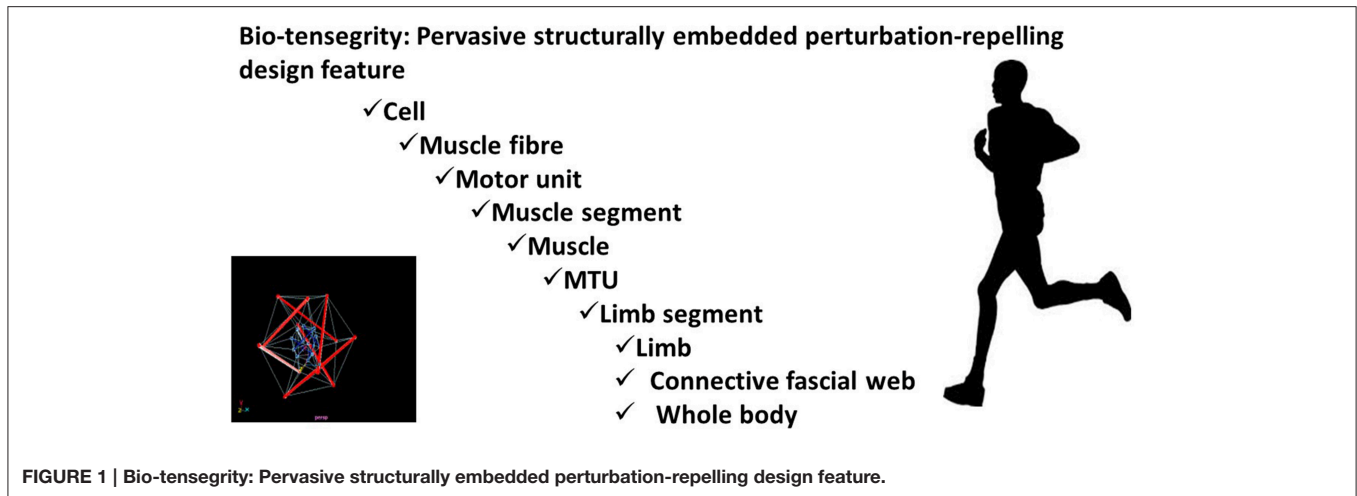 Bio-tensegrity: Pervasive structurally embedded perturbation-repelling
design feature
✓Cell
✓Muscle fibre
✓Motor unit
✓Muscle segment
✓Muscle
✓MTU
✓Limb segment
✓Limb
✓ Connective fascial web
✓ Whole body
persp
FIGURE 1 | Bio-tensegrity: Pervasive structurally embedded perturbation-repelling design feature.